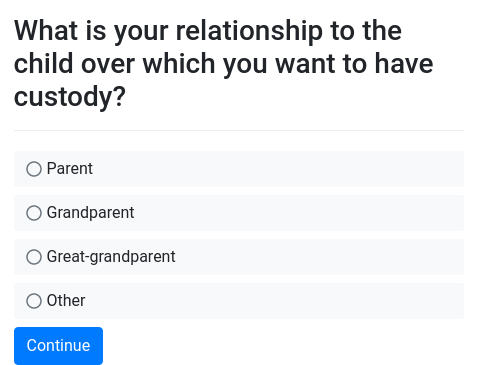 What is your relationship to the
child over which you want to have
custody?
Parent
Grandparent
Great-grandparent
Other
Continue